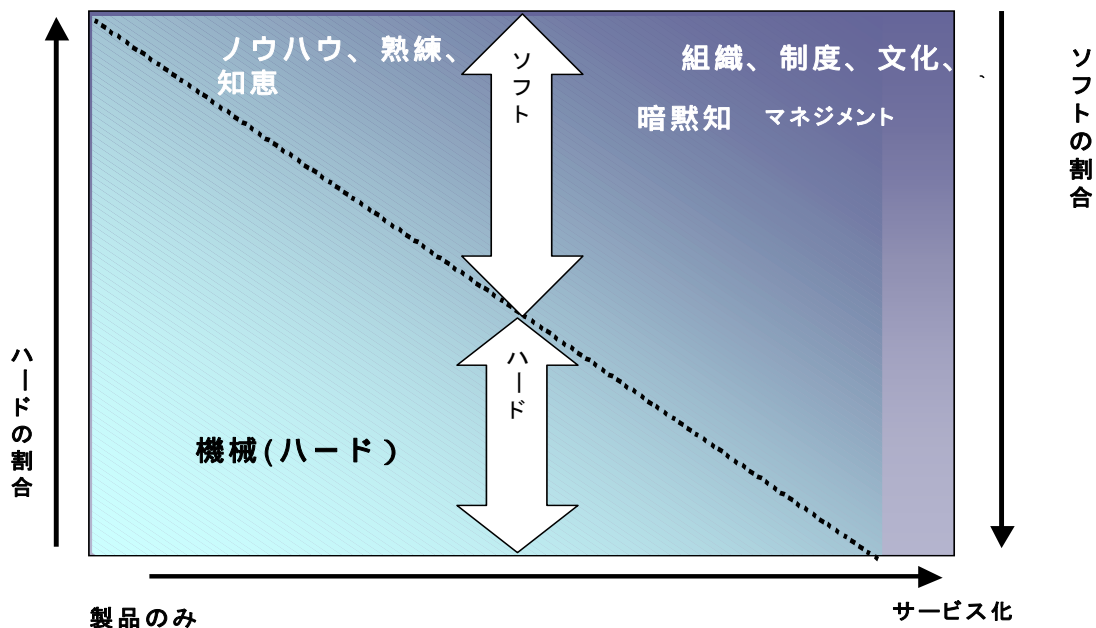 ノウハウ、熟練、
知恵
組織、制度、文化、、
暗黙知 マネジメント
ソフト
ハード
機械(ハード)
ハードの割合
ソフトの割合
製品のみ
サービス化